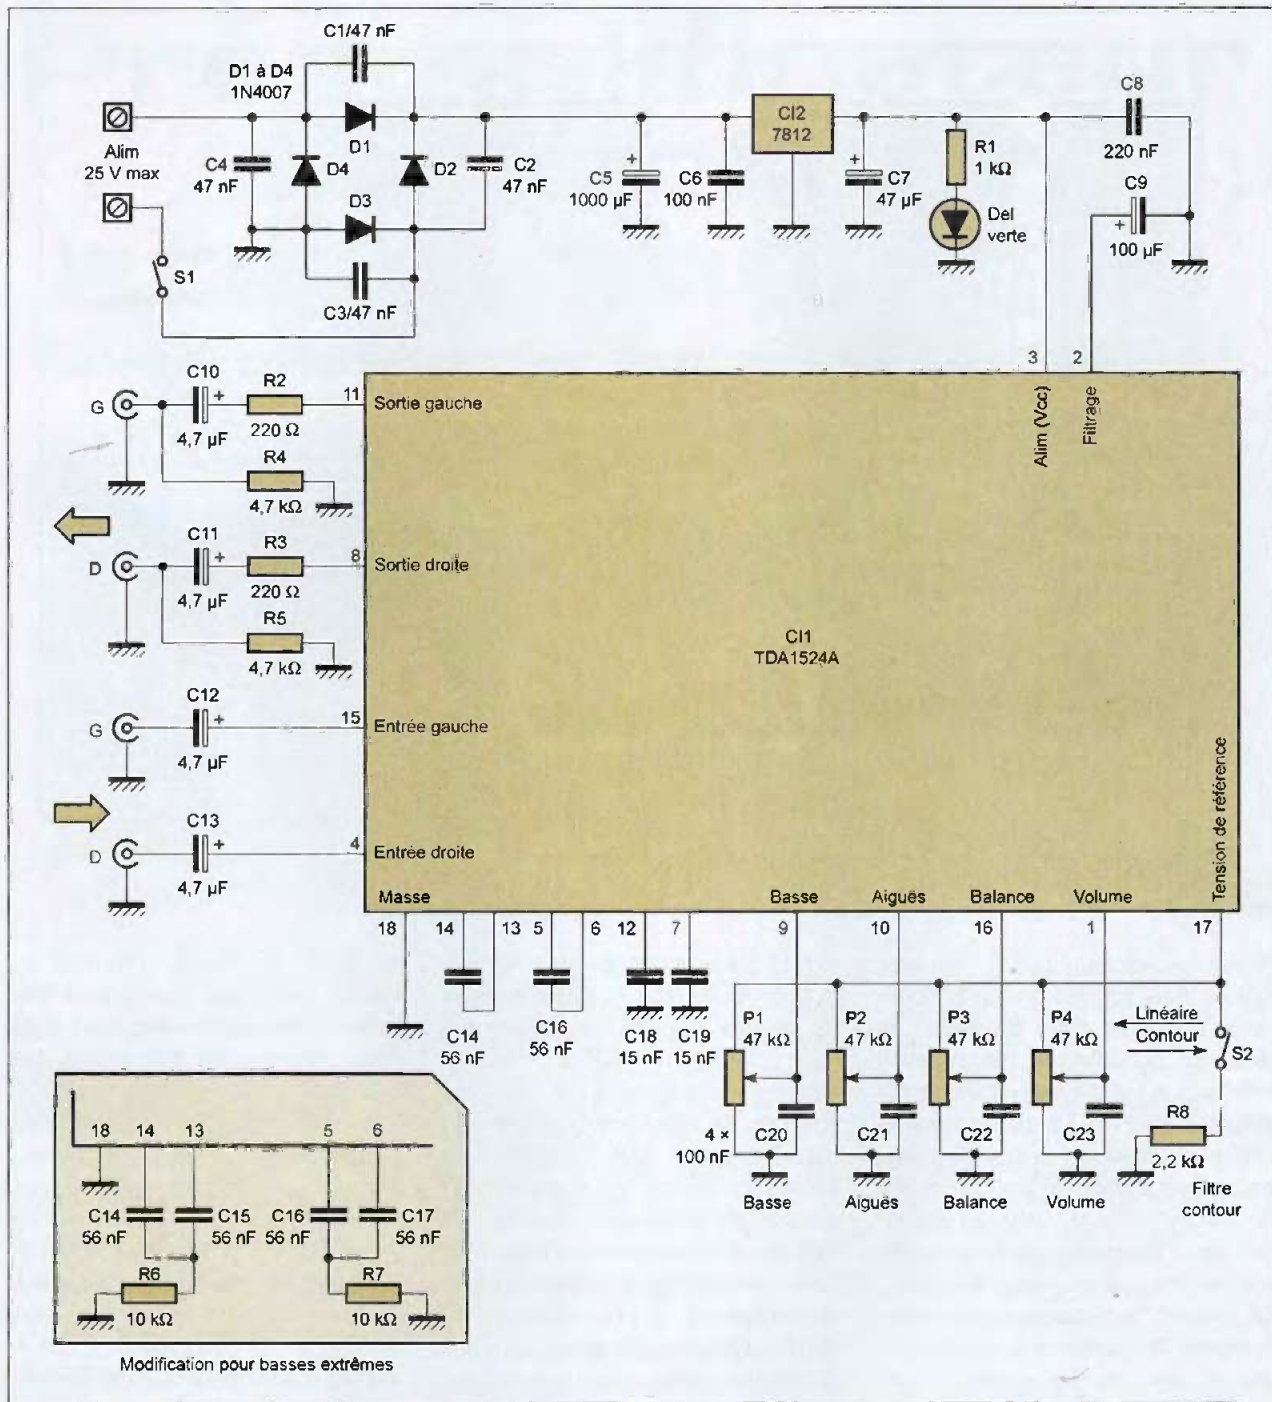 C1/47 nF
D1 à D4
1N4007
Alim
25 V max
C4
47 nF
D1
D4
D2
C2
47 nF
D3
C3/47 nF
S1
C5
1000 µF
C6
100 nF
CI2
7812
C7
47 µF
R1
1 kΩ
Del
verte
C8
220 nF
C9
100 µF
3
2
Alim (Vcc)
Filtrage
G
C10
4,7 µF
R2
220 Ω
11
Sortie gauche
R4
4,7 kΩ
D
C11
4,7 µF
R3
220 Ω
8
Sortie droite
R5
4,7 kΩ
CI1
TDA1524A
G
C12
4,7 µF
15
Entrée gauche
D
C13
4,7 µF
4
Entrée droite
Tension de référence
Masse
Basse
Aiguës
Balance
Volume
18
14
13
5
6
12
7
9
10
16
1
17
C14
56 nF
C16
56 nF
C18
15 nF
C19
15 nF
P1
47 kΩ
P2
47 kΩ
P3
47 kΩ
P4
47 kΩ
Linéaire
Contour
S2
4 ×
100 nF
C20
C21
C22
C23
R8
2,2 kΩ
Basse
Aiguës
Balance
Volume
Filtre
contour
18
14
13
5
6
C14
56 nF
C15
56 nF
C16
56 nF
C17
56 nF
R6
10 kΩ
R7
10 kΩ
Modification pour basses extrêmes